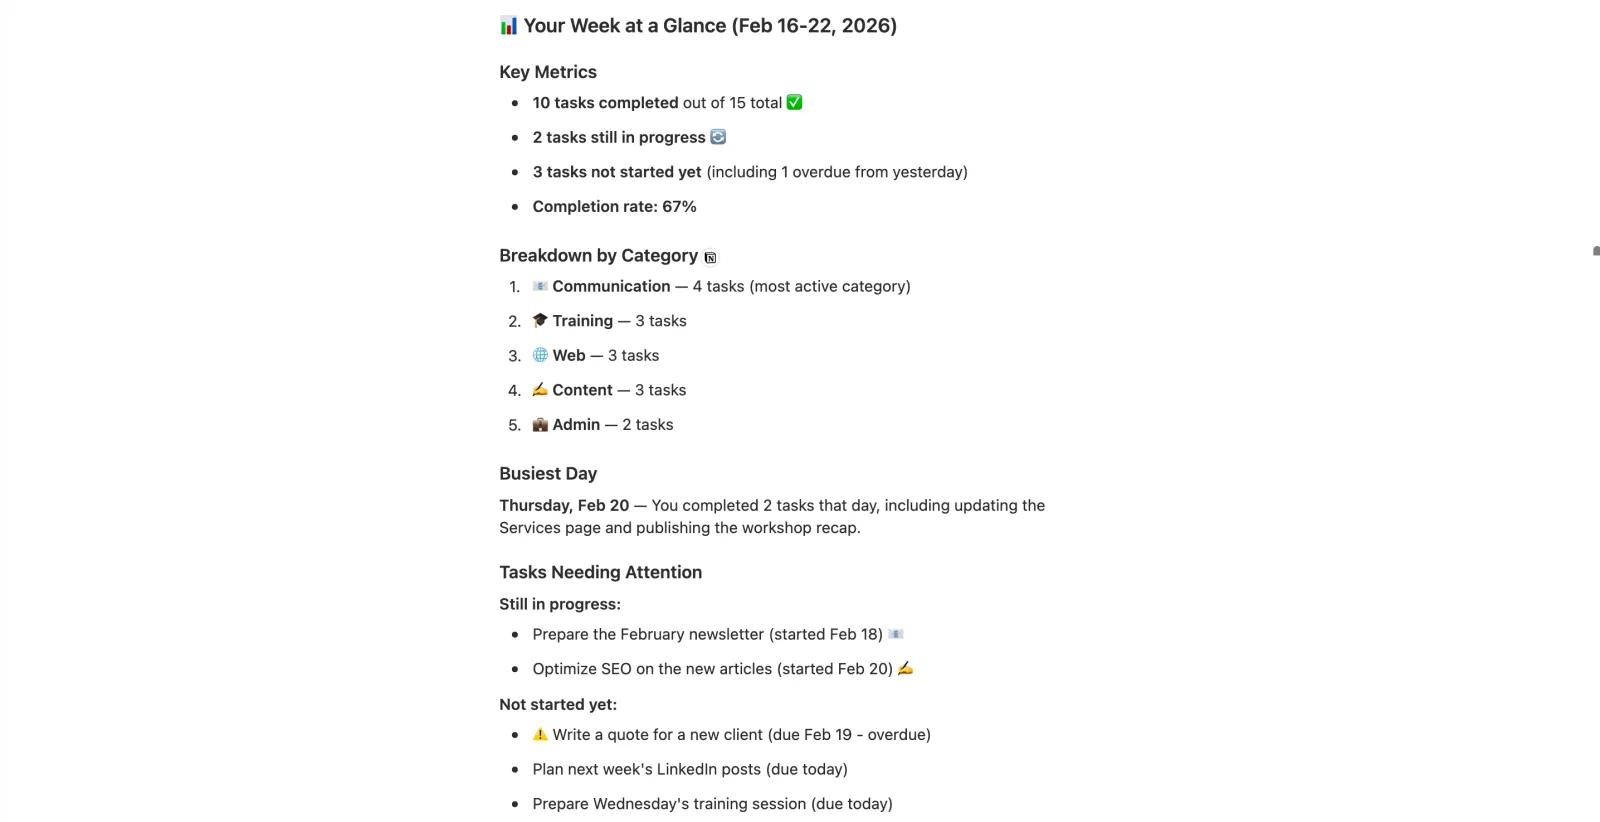 📊 Your Week at a Glance (Feb 16-22, 2026)
Key Metrics
• 10 tasks completed out of 15 total ✅
• 2 tasks still in progress 🔄
• 3 tasks not started yet (including 1 overdue from yesterday)
• Completion rate: 67%
Breakdown by Category
1. 📧 Communication — 4 tasks (most active category)
2. 🎓 Training — 3 tasks
3. 🌐 Web — 3 tasks
4. ✍️ Content — 3 tasks
5. 💼 Admin — 2 tasks
Busiest Day
Thursday, Feb 20 — You completed 2 tasks that day, including updating the
Services page and publishing the workshop recap.
Tasks Needing Attention
Still in progress:
• Prepare the February newsletter (started Feb 18) 📧
• Optimize SEO on the new articles (started Feb 20) ✍️
Not started yet:
• ⚠️ Write a quote for a new client (due Feb 19 - overdue)
• Plan next week's LinkedIn posts (due today)
• Prepare Wednesday's training session (due today)